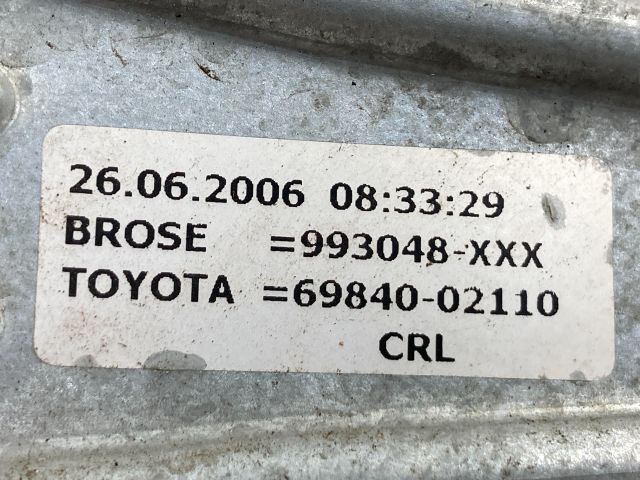 26.06.2006 08:33:29
BROSE =993048-XXX
TOYOTA =69840-02110
CRL